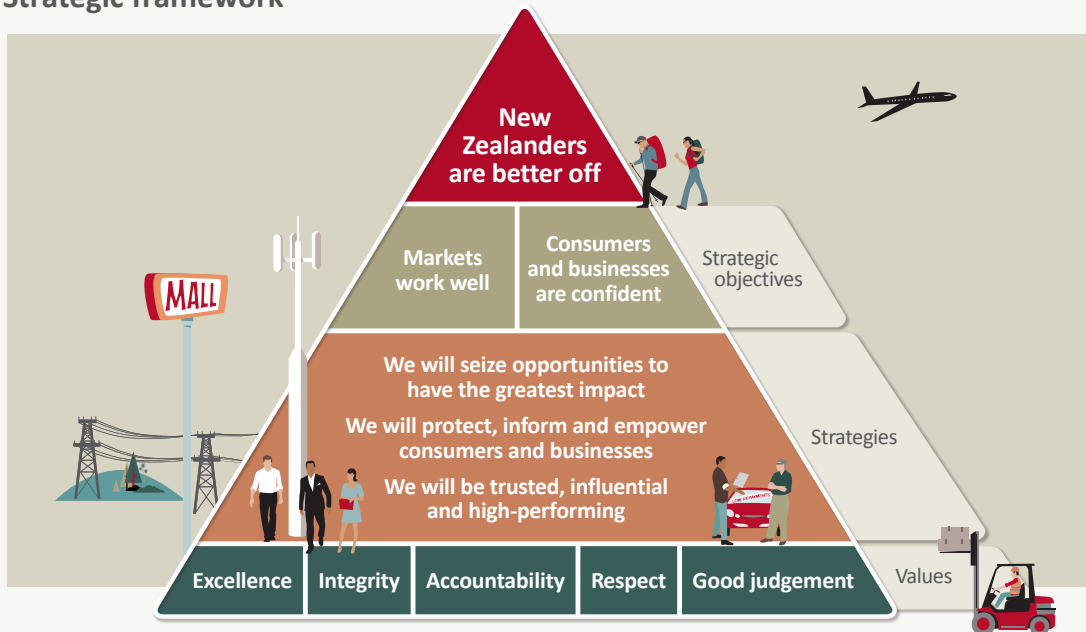 Strategic framework
New
Zealanders
are better off
Markets
work well
Consumers
and businesses
are confident
Strategic
objectives
MALL
We will seize opportunities to
have the greatest impact
We will protect, inform and empower
consumers and businesses
We will be trusted, influential
and high-performing
Strategies
LOW REPAYMENTS
Excellence
Integrity
Accountability
Respect
Good judgement
Values